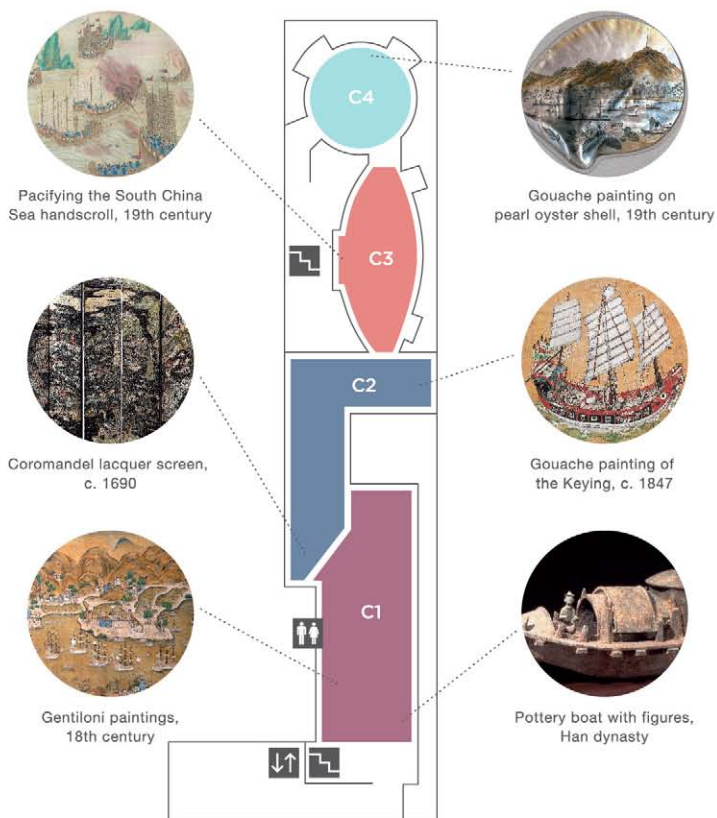 C4
Pacifying the South China
Sea handscroll, 19th century
Gouache painting on
pearl oyster shell, 19th century
C3
C2
Coromandel lacquer screen,
c. 1690
Gouache painting of
the Keying, c. 1847
C1
Gentiloni paintings,
18th century
Pottery boat with figures,
Han dynasty